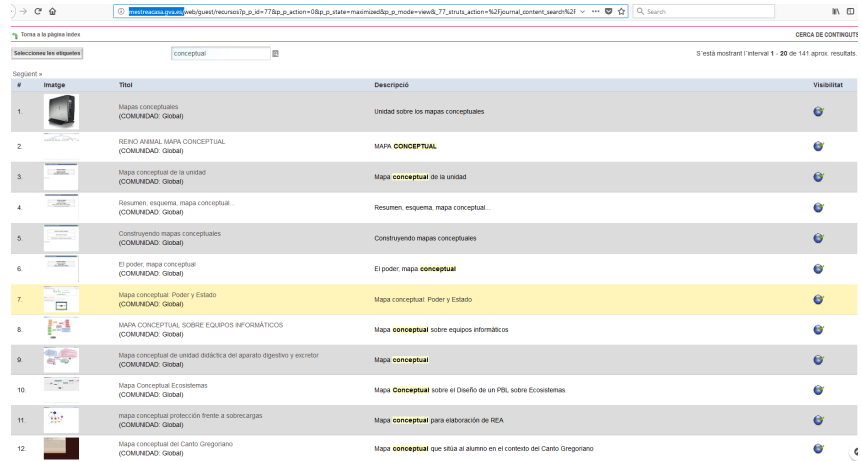 mestreacasa.gva.es/web/guest/recursos?p_p_id=77&p_p_action=0&p_p_state=maximized&p_p_mode=view&_77_struts_action=%2Fjournal_content_search%2F
Search
Torna a la pàgina index
CERCA DE CONTINGUTS
Seleccioneu les etiquetes
conceptual
S'està mostrant l'interval 1 - 20 de 141 aprox. resultats.
Següent »
# Imatge Títol Descripció Visibilitat
1. Mapas conceptuales Unidad sobre los mapas conceptuales
(COMUNIDAD: Global)
2. REINO ANIMAL MAPA CONCEPTUAL MAPA CONCEPTUAL
(COMUNIDAD: Global)
3. Mapa conceptual de la unidad Mapa conceptual de la unidad
(COMUNIDAD: Global)
4. Resumen, esquema, mapa conceptual... Resumen, esquema, mapa conceptual...
(COMUNIDAD: Global)
5. Construyendo mapas conceptuales Construyendo mapas conceptuales
(COMUNIDAD: Global)
6. El poder, mapa conceptual El poder, mapa conceptual
(COMUNIDAD: Global)
7. Mapa conceptual: Poder y Estado Mapa conceptual: Poder y Estado
(COMUNIDAD: Global)
8. MAPA CONCEPTUAL SOBRE EQUIPOS INFORMÁTICOS Mapa conceptual sobre equipos informáticos
(COMUNIDAD: Global)
9. Mapa conceptual de unidad didáctica del aparato digestivo y excretor Mapa conceptual
(COMUNIDAD: Global)
10. Mapa Conceptual Ecosistemas Mapa Conceptual sobre el Diseño de un PBL sobre Ecosistemas.
(COMUNIDAD: Global)
11. mapa conceptual protección frente a sobrecargas Mapa conceptual para elaboración de REA
(COMUNIDAD: Global)
12. Mapa conceptual del Canto Gregoriano Mapa conceptual que sitúa al alumno en el contexto del Canto Gregoriano
(COMUNIDAD: Global)